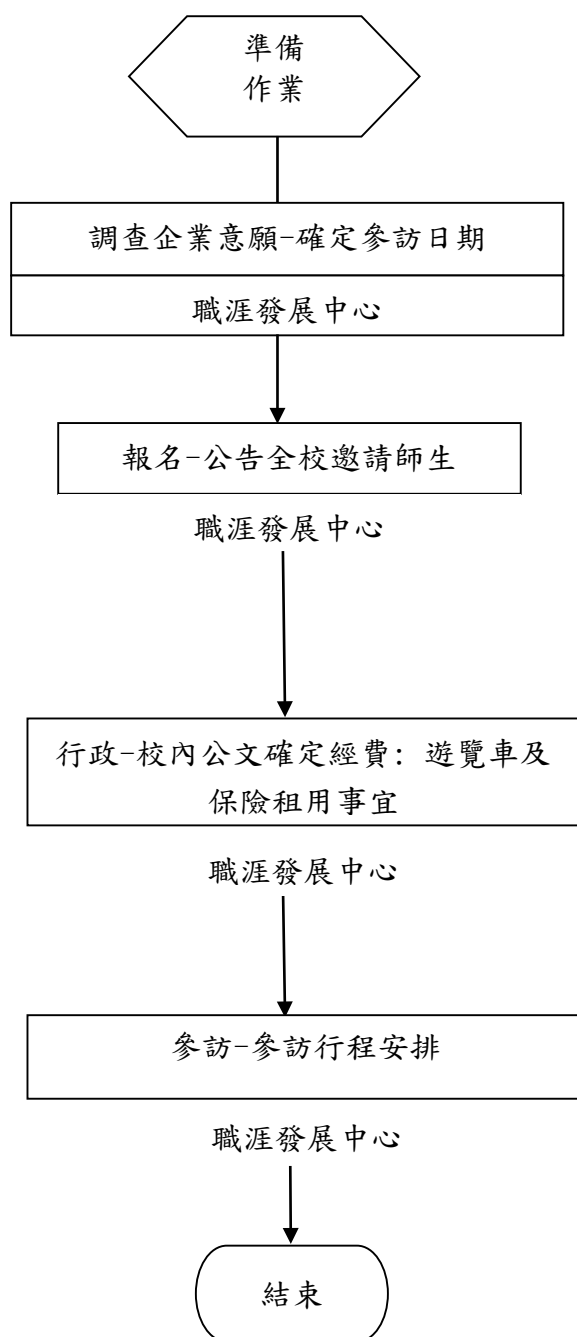 準備
作業
調查企業意願-確定參訪日期
職涯發展中心
報名-公告全校邀請師生
職涯發展中心
行政-校內公文確定經費: 遊覽車及
保險租用事宜
職涯發展中心
參訪-參訪行程安排
職涯發展中心
結束